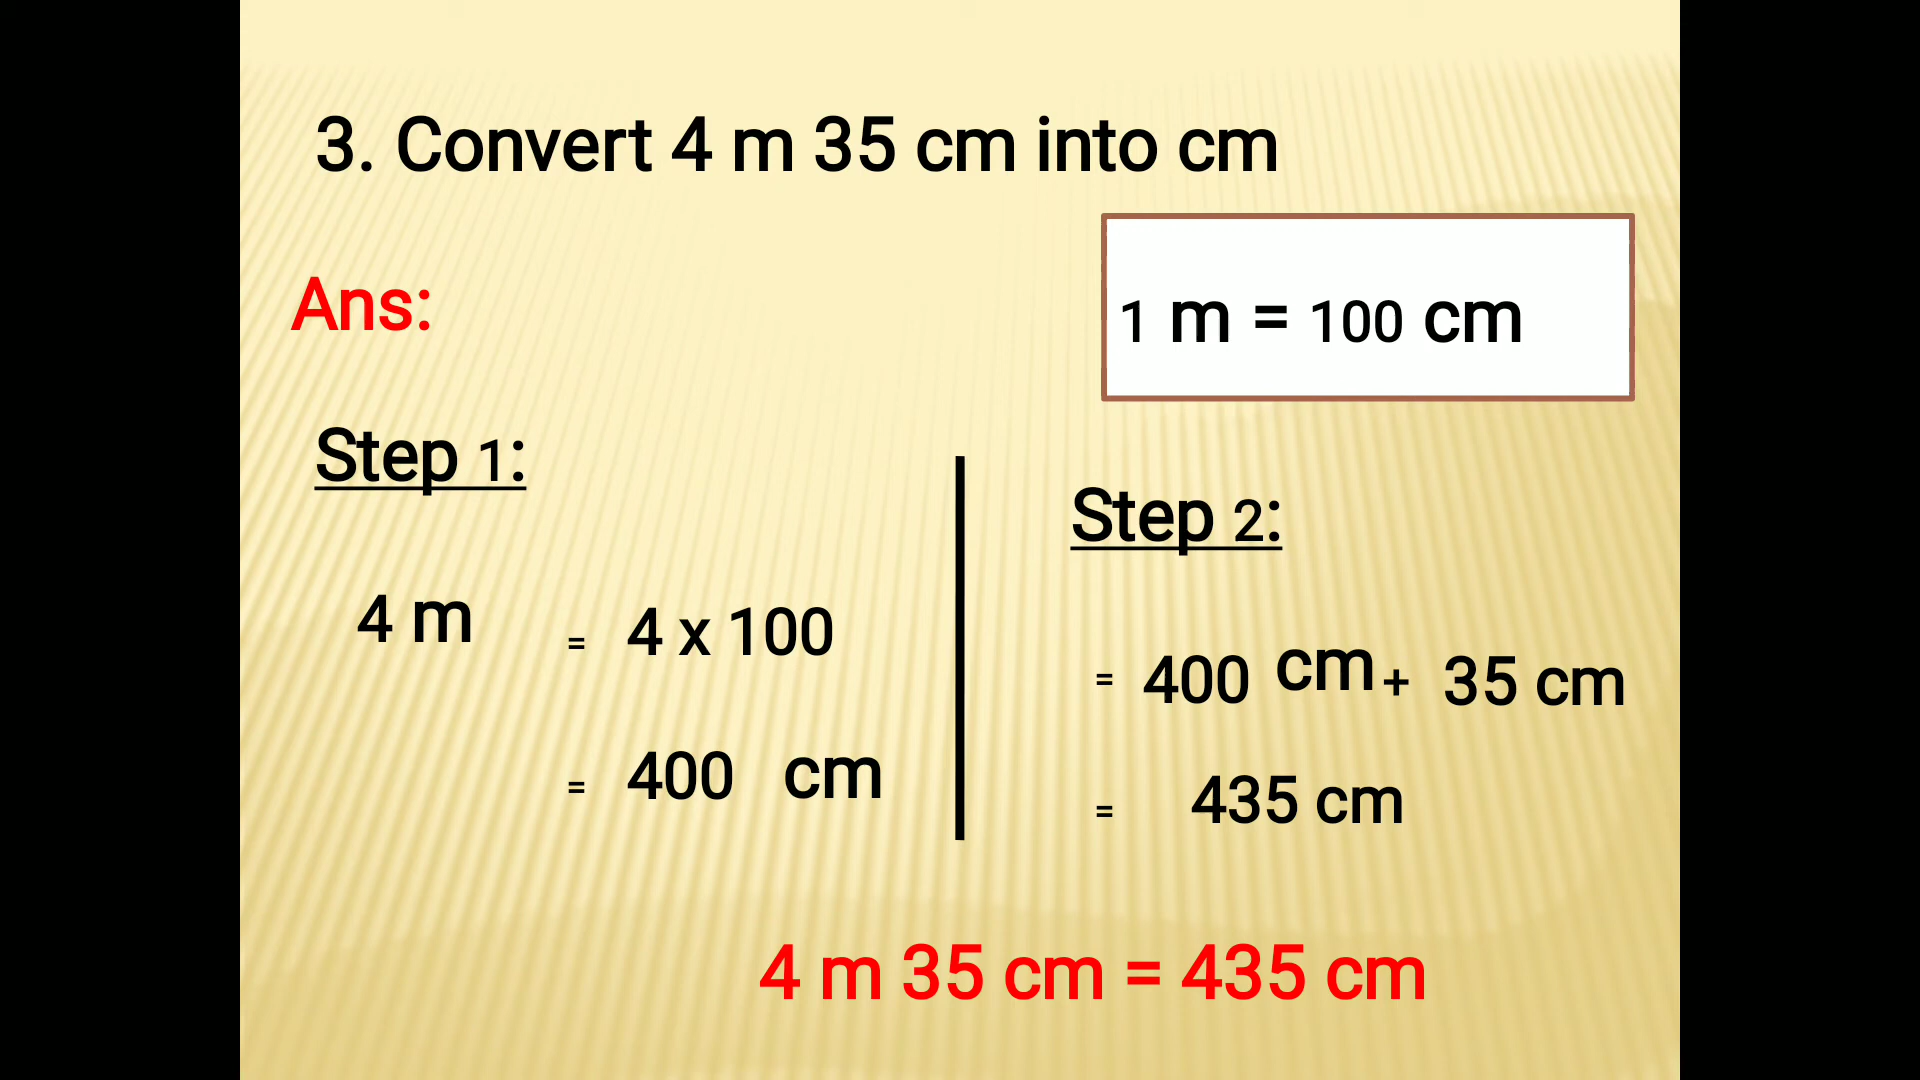 3. Convert 4 m 35 cm into cm
Ans:
1 m = 100 cm
Step 1:
4 m = 4 x 100
= 400 cm
Step 2:
= 400 cm + 35 cm
= 435 cm
4 m 35 cm = 435 cm